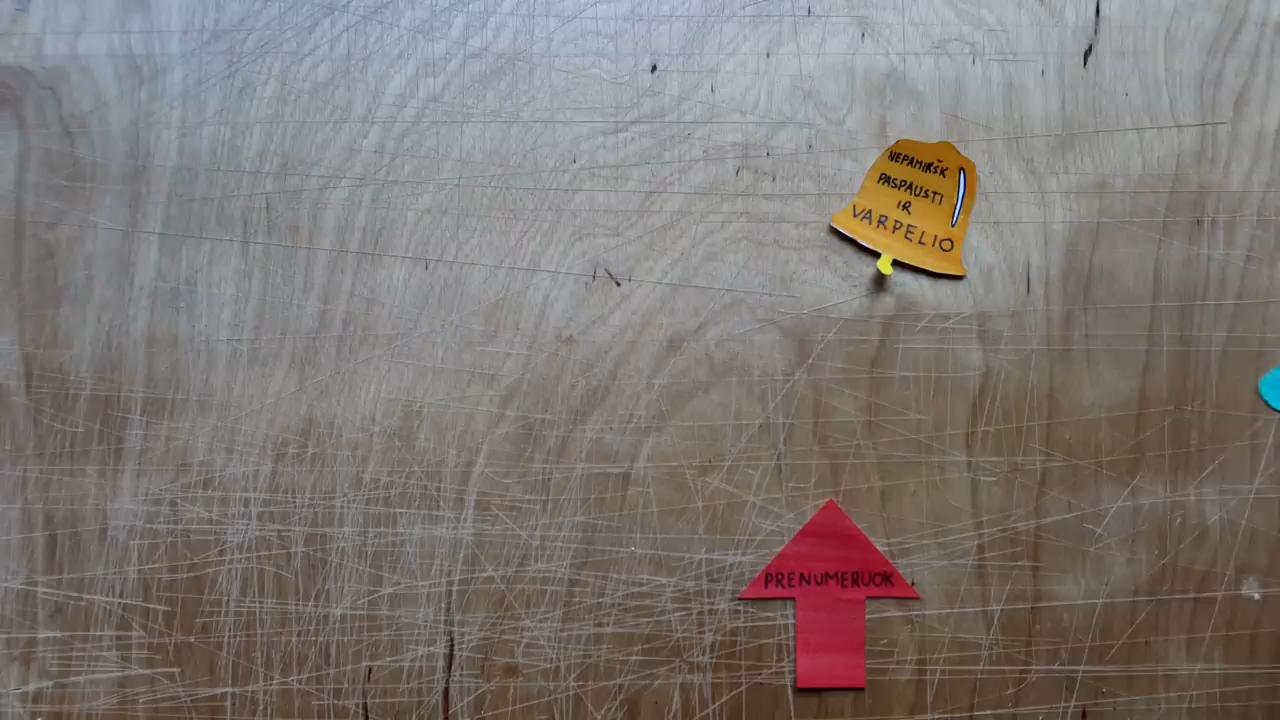 NEPAMIRŠK
PASPAUSTI
IR
VARPELIO
PRENUMERUOK